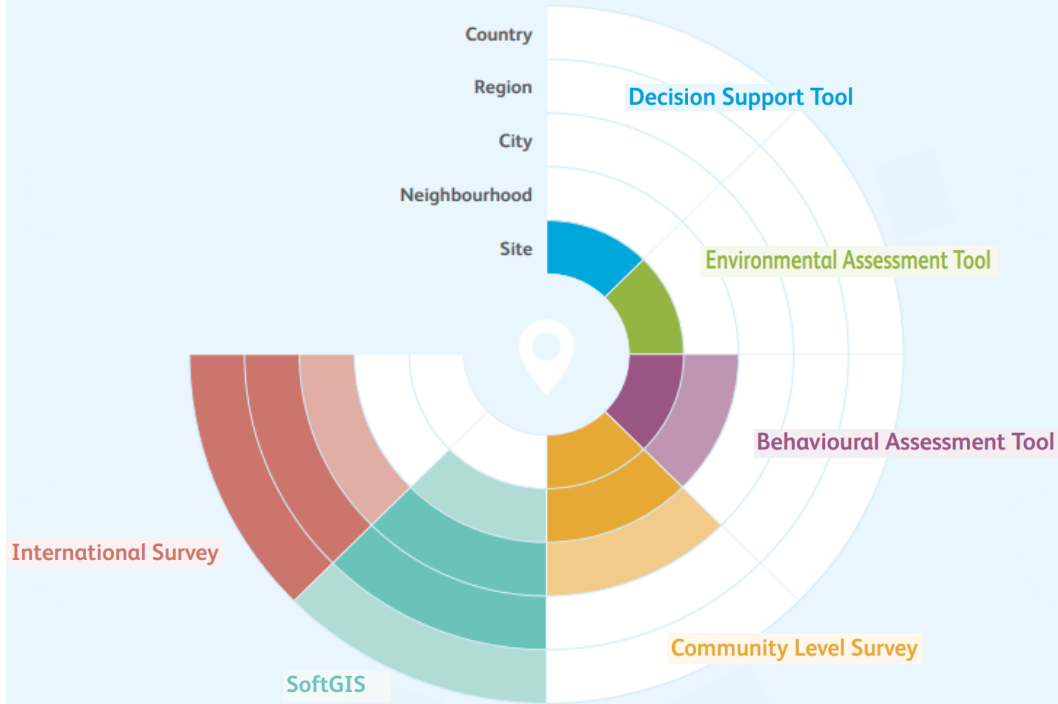 Country
Region
Decision Support Tool
City
Neighbourhood
Site
Environmental Assessment Tool
Behavioural Assessment Tool
International Survey
Community Level Survey
SoftGIS